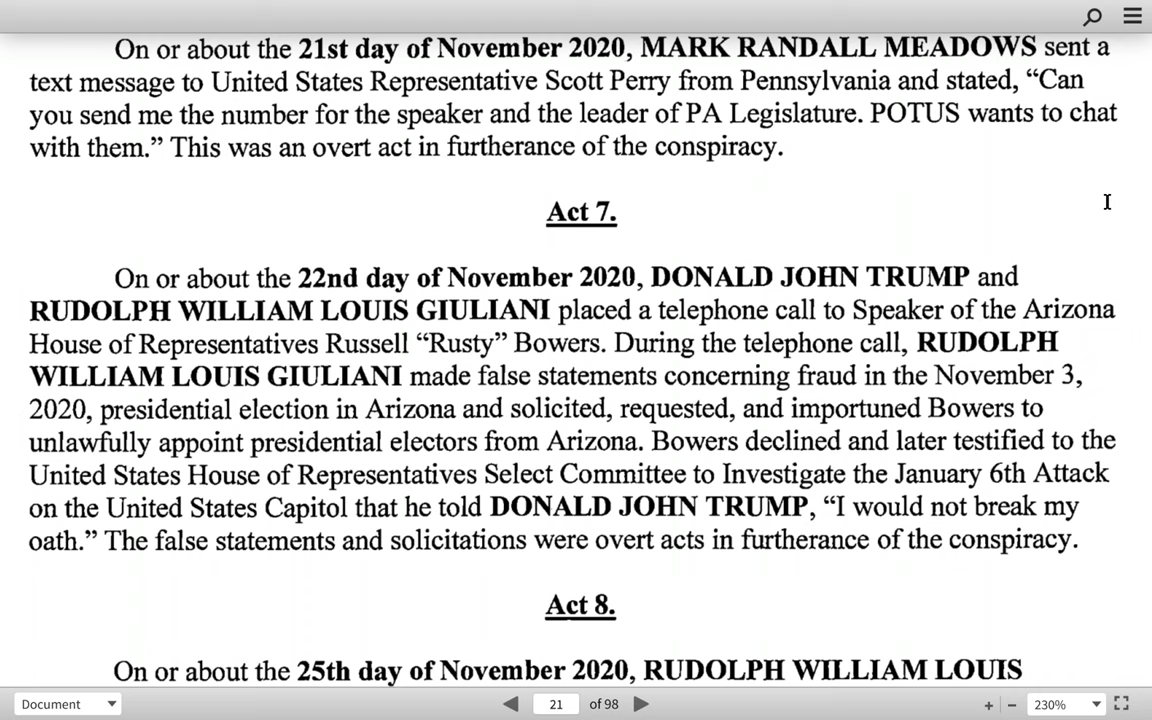 On or about the 21st day of November 2020, MARK RANDALL MEADOWS sent a
text message to United States Representative Scott Perry from Pennsylvania and stated, “Can
you send me the number for the speaker and the leader of PA Legislature. POTUS wants to chat
with them.” This was an overt act in furtherance of the conspiracy.
Act 7.
On or about the 22nd day of November 2020, DONALD JOHN TRUMP and
RUDOLPH WILLIAM LOUIS GIULIANI placed a telephone call to Speaker of the Arizona
House of Representatives Russell “Rusty” Bowers. During the telephone call, RUDOLPH
WILLIAM LOUIS GIULIANI made false statements concerning fraud in the November 3,
2020, presidential election in Arizona and solicited, requested, and importuned Bowers to
unlawfully appoint presidential electors from Arizona. Bowers declined and later testified to the
United States House of Representatives Select Committee to Investigate the January 6th Attack
on the United States Capitol that he told DONALD JOHN TRUMP, “I would not break my
oath.” The false statements and solicitations were overt acts in furtherance of the conspiracy.
Act 8.
On or about the 25th day of November 2020, RUDOLPH WILLIAM LOUIS
Document 21 of 98 230%